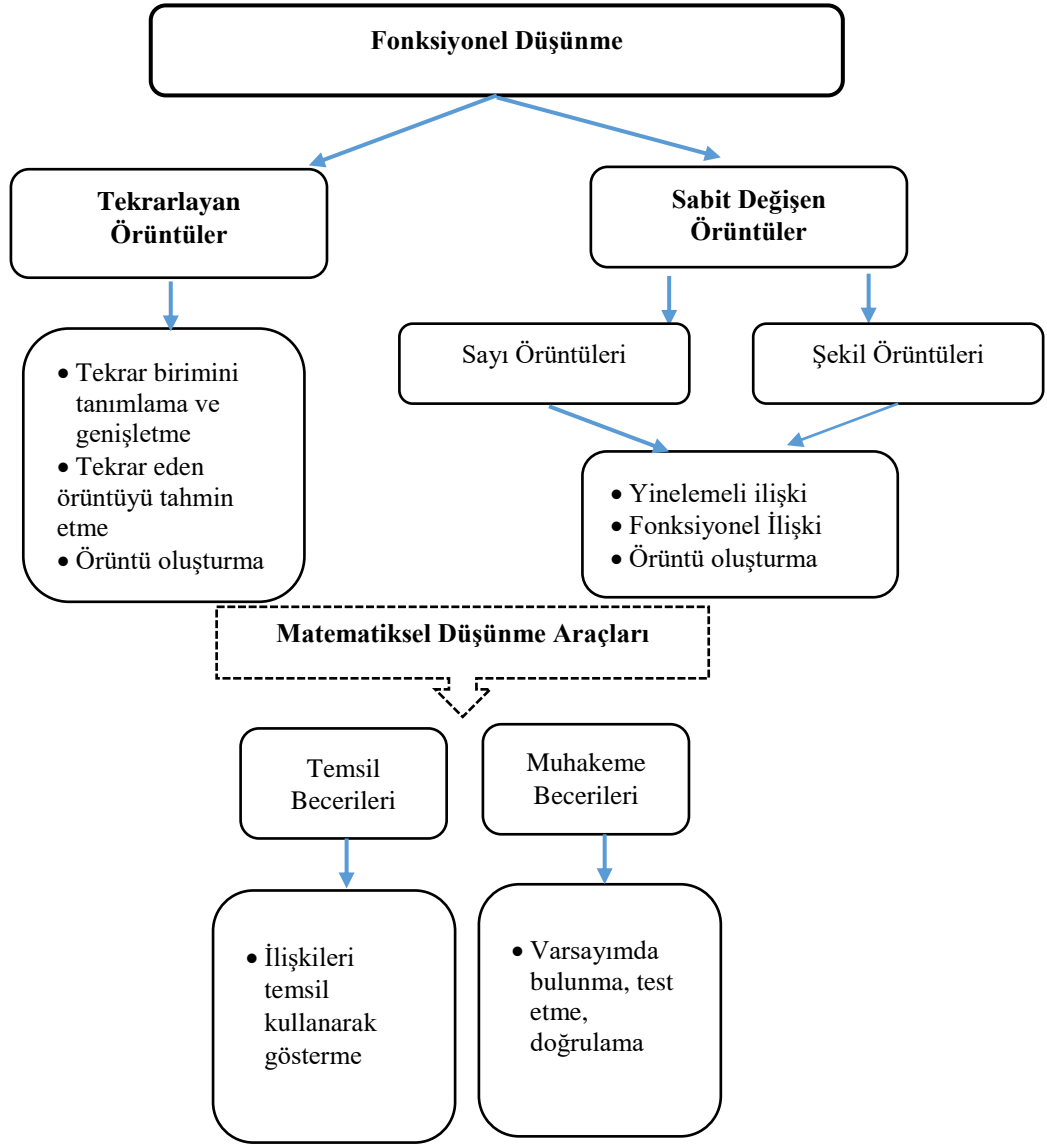 Fonksiyonel Düşünme
Tekrarlayan
Örüntüler
Sabit Değişen
Örüntüler
Sayı Örüntüleri
Şekil Örüntüleri
• Tekrar birimini
tanımlama ve
genişletme
• Tekrar eden
örüntüyü tahmin
etme
• Örüntü oluşturma
• Yinelemeli ilişki
• Fonksiyonel İlişki
• Örüntü oluşturma
Matematiksel Düşünme Araçları
Temsil
Becerileri
Muhakeme
Becerileri
• İlişkileri
temsil
kullanarak
gösterme
• Varsayımda
bulunma, test
etme,
doğrulama